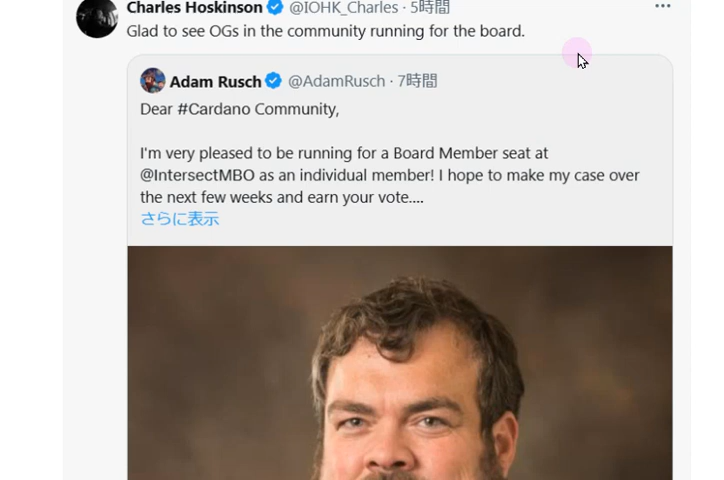 Charles Hoskinson @IOHK_Charles · 5時間
Glad to see OGs in the community running for the board.
Adam Rusch @AdamRusch · 7時間
Dear #Cardano Community,
I'm very pleased to be running for a Board Member seat at
@IntersectMBO as an individual member! I hope to make my case over
the next few weeks and earn your vote....
さらに表示